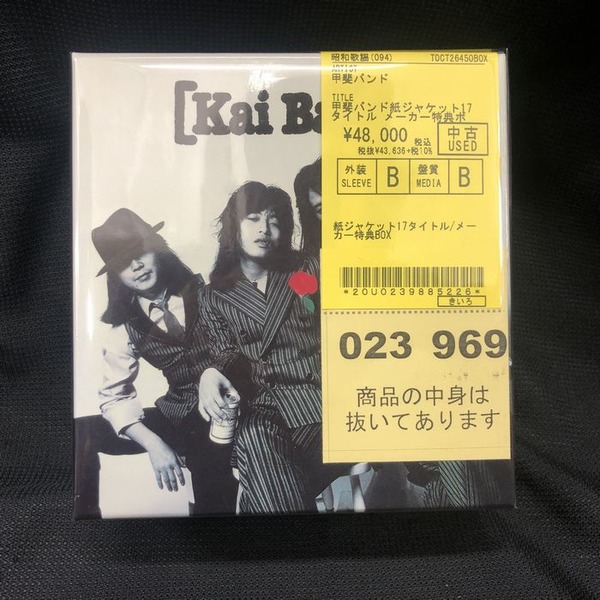 [Kai Ba
昭和歌謡(094) TOCT26450BOX
ARTIST
甲斐バンド
TITLE
甲斐バンド紙ジャケット17
タイトル メーカー特典ボ
¥48,000 税込
税抜¥43,636+税10%
中古
USED
外装
SLEEVE
B
盤質
MEDIA
B
紙ジャケット17タイトル/メー
カー特典BOX
*20U0239885226*
きいろ
023 969
商品の中身は
抜いてあります